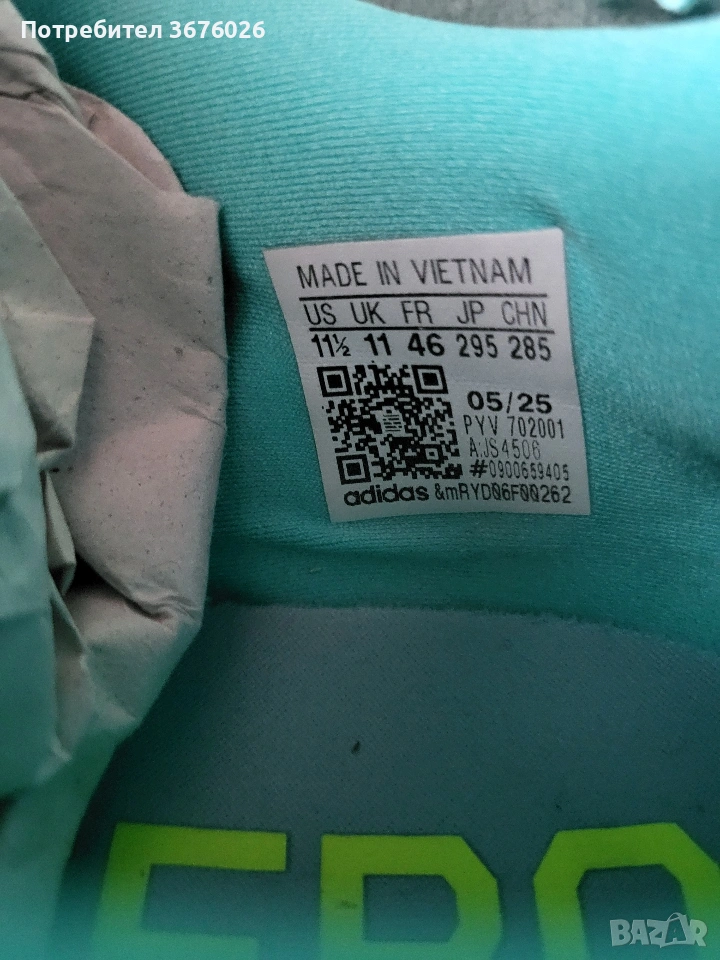 Потребител 3676026
MADE IN VIETNAM
US UK FR JP CHN
11½ 11 46 295 285
05/25
PYV 702001
A:JS4506
#0900659405
adidas &mRYD06F00262
BAZAR